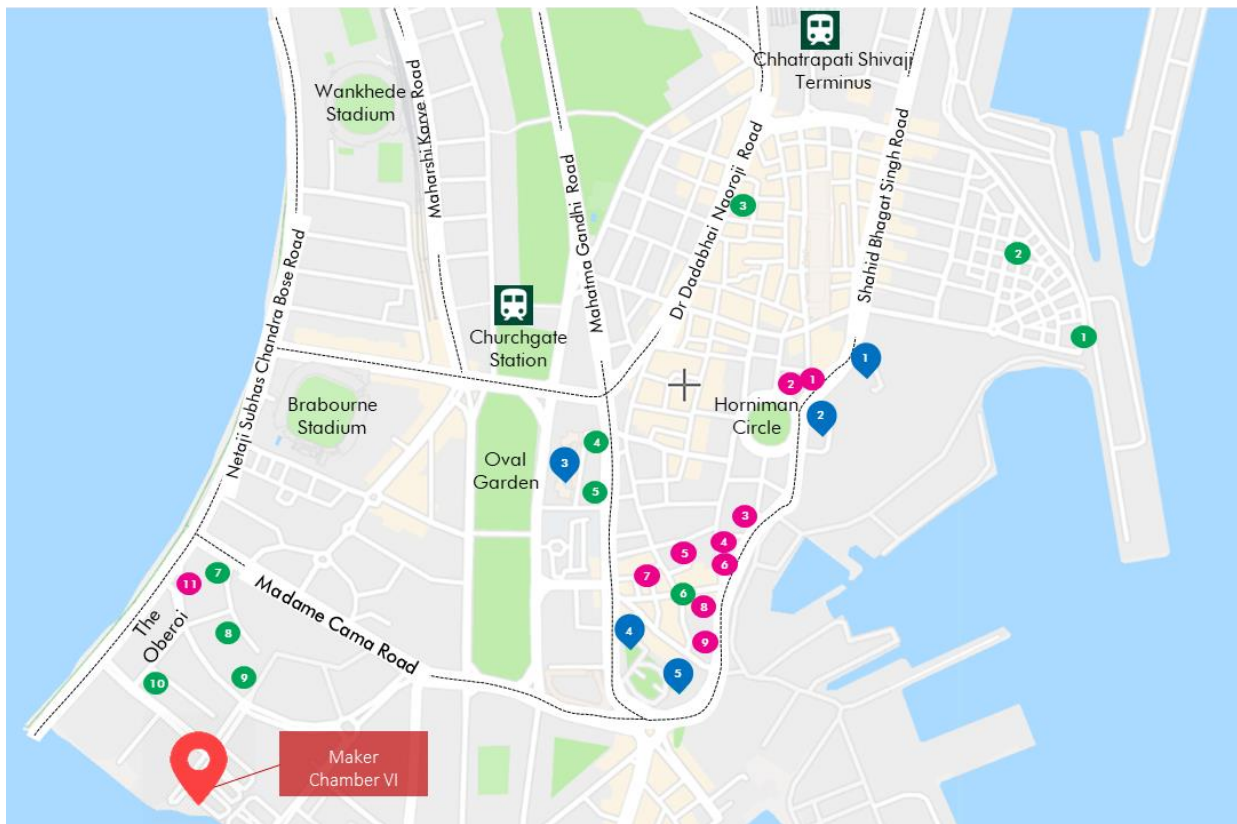 Chhatrapati Shivaji
Terminus
Wankhede
Stadium
Maharshi Karve Road
Mahatma Gandhi Road
Dr Dadabhai Naoroji Road
Shahid Bhagat Singh Road
Netaji Subhas Chandra Bose Road
3
2
1
Churchgate
Station
1
2
1
Brabourne
Stadium
Horniman
Circle
2
4
Oval
Garden
3
5
3
4
5
6
7
6
8
7
11
Madame Cama Road
The
Oberoi
8
4
9
9
10
5
Maker
Chamber VI